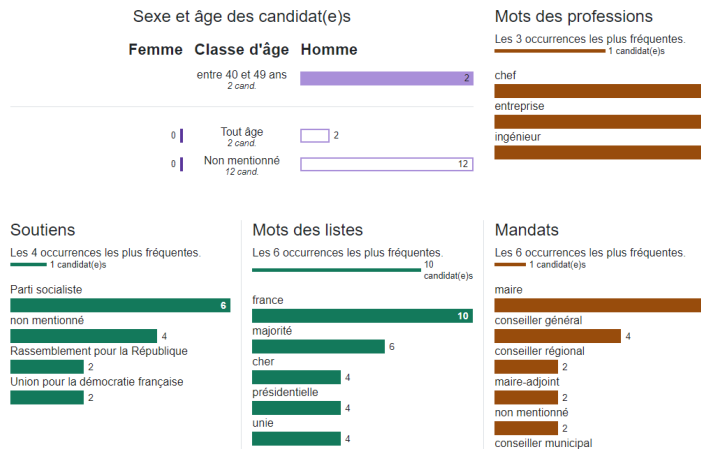 Sexe et âge des candidat(e)s
Femme Classe d'âge Homme
entre 40 et 49 ans
2 cand.
2
0 Tout âge 2
2 cand.
0 Non mentionné 12
12 cand.
Mots des professions
Les 3 occurrences les plus fréquentes.
1 candidat(e)s
chef
entreprise
ingénieur
Soutiens
Les 4 occurrences les plus fréquentes.
1 candidat(e)s
Parti socialiste
6
non mentionné
4
Rassemblement pour la République
2
Union pour la démocratie française
2
Mots des listes
Les 6 occurrences les plus fréquentes.
10
candidat(e)s
france
10
majorité
6
cher
4
présidentielle
4
unie
4
Mandats
Les 6 occurrences les plus fréquentes.
1 candidat(e)s
maire
conseiller général
4
conseiller régional
2
maire-adjoint
2
non mentionné
2
conseiller municipal